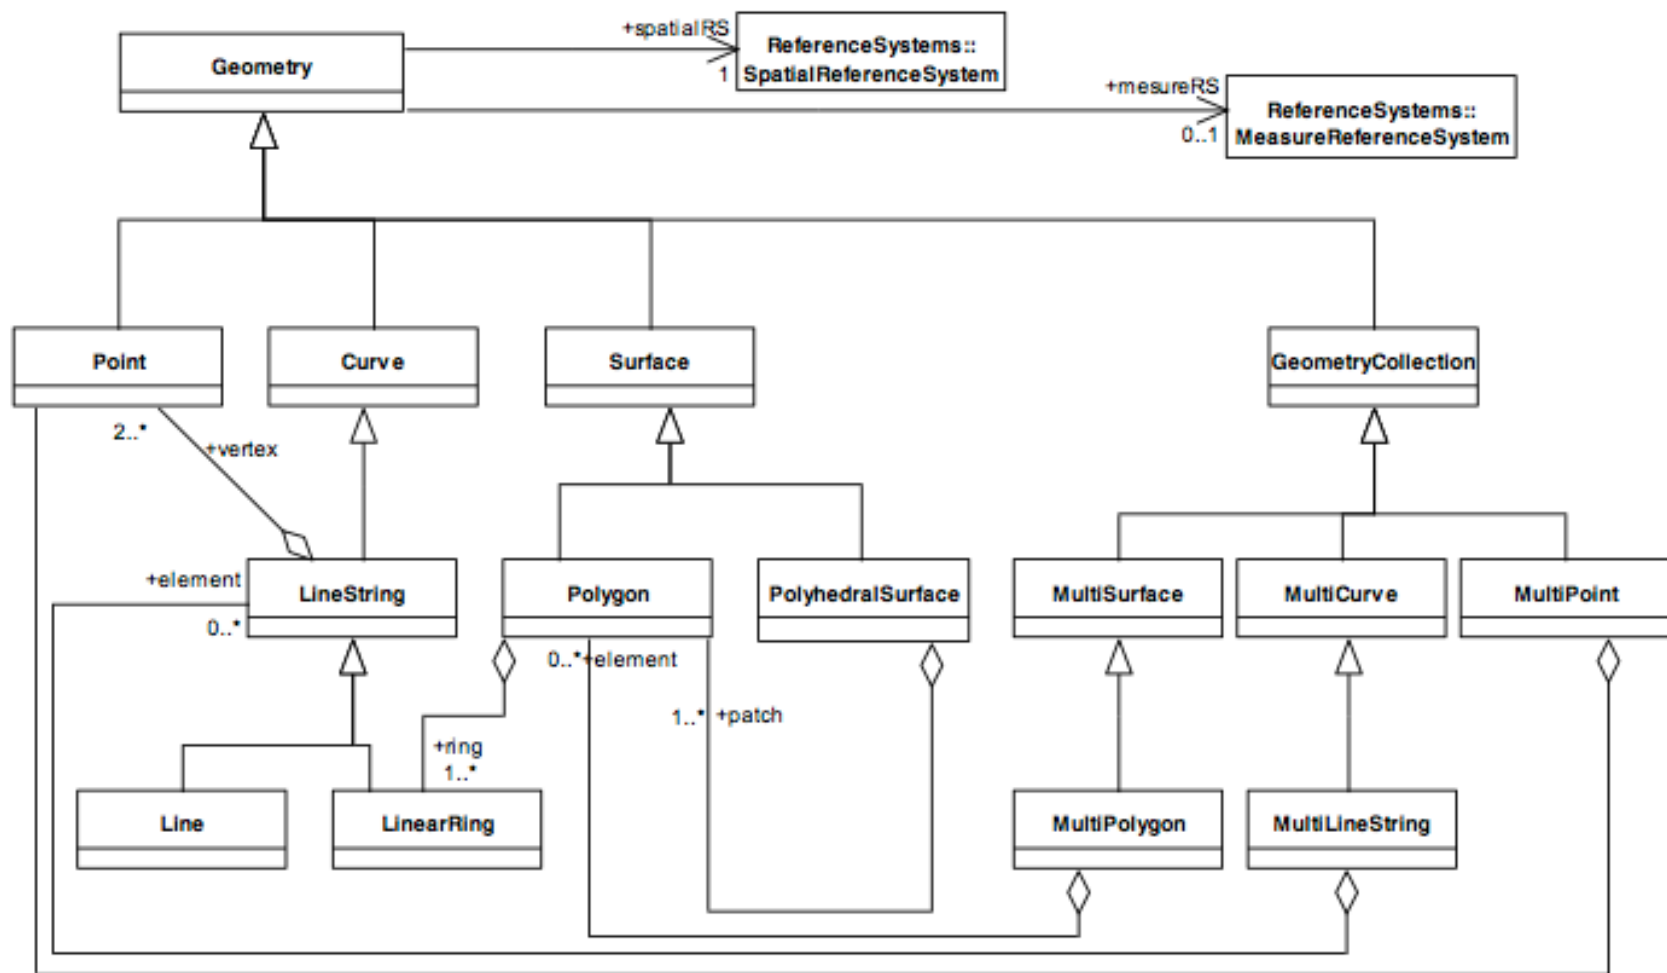 +spatialRS
1
ReferenceSystems::
SpatialReferenceSystem
Geometry
+mesureRS
0..1
ReferenceSystems::
MeasureReferenceSystem
Point
Curve
Surface
GeometryCollection
2..*
+vertex
+element
0..*
LineString
Polygon
PolyhedralSurface
MultiSurface
MultiCurve
MultiPoint
0..*+element
1..*
+patch
+ring
1..*
Line
LinearRing
MultiPolygon
MultiLineString